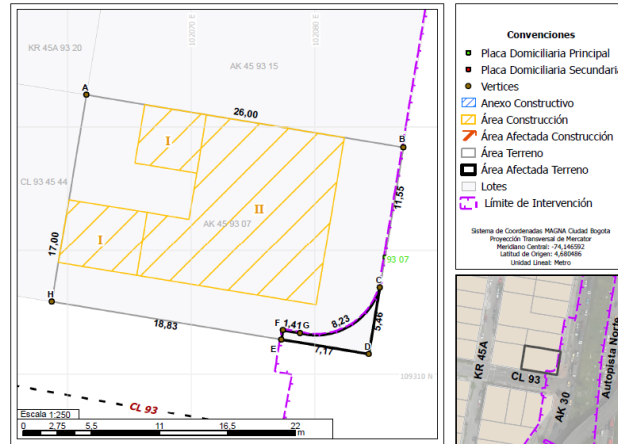 102070 E
102080 E
KR 45A 93 20
AK 45 93 15
A
26,00
B
I
11,55
CL 93 45 44
II
AK 45 93 07
17,00
I
93 07
C
H
18,83
F
1,41
G
8,23
5,46
E
7,17
D
109310 N
CL 93
Escala 1:250
0 2,75 5,5 11 16,5 22
m
Convenciones
Placa Domiciliaria Principal
Placa Domiciliaria Secundaria
Vertices
Anexo Constructivo
Área Construcción
Área Afectada Construcción
Área Terreno
Área Afectada Terreno
Lotes
Límite de Intervención
Sistema de Coordenadas MAGNA Ciudad Bogota
Proyección Transversal de Mercator
Meridiano Central: -74,146592
Latitud de Origen: 4,680486
Unidad Lineal: Metro
KR 45A
CL 93
AK 30
Autopista Norte